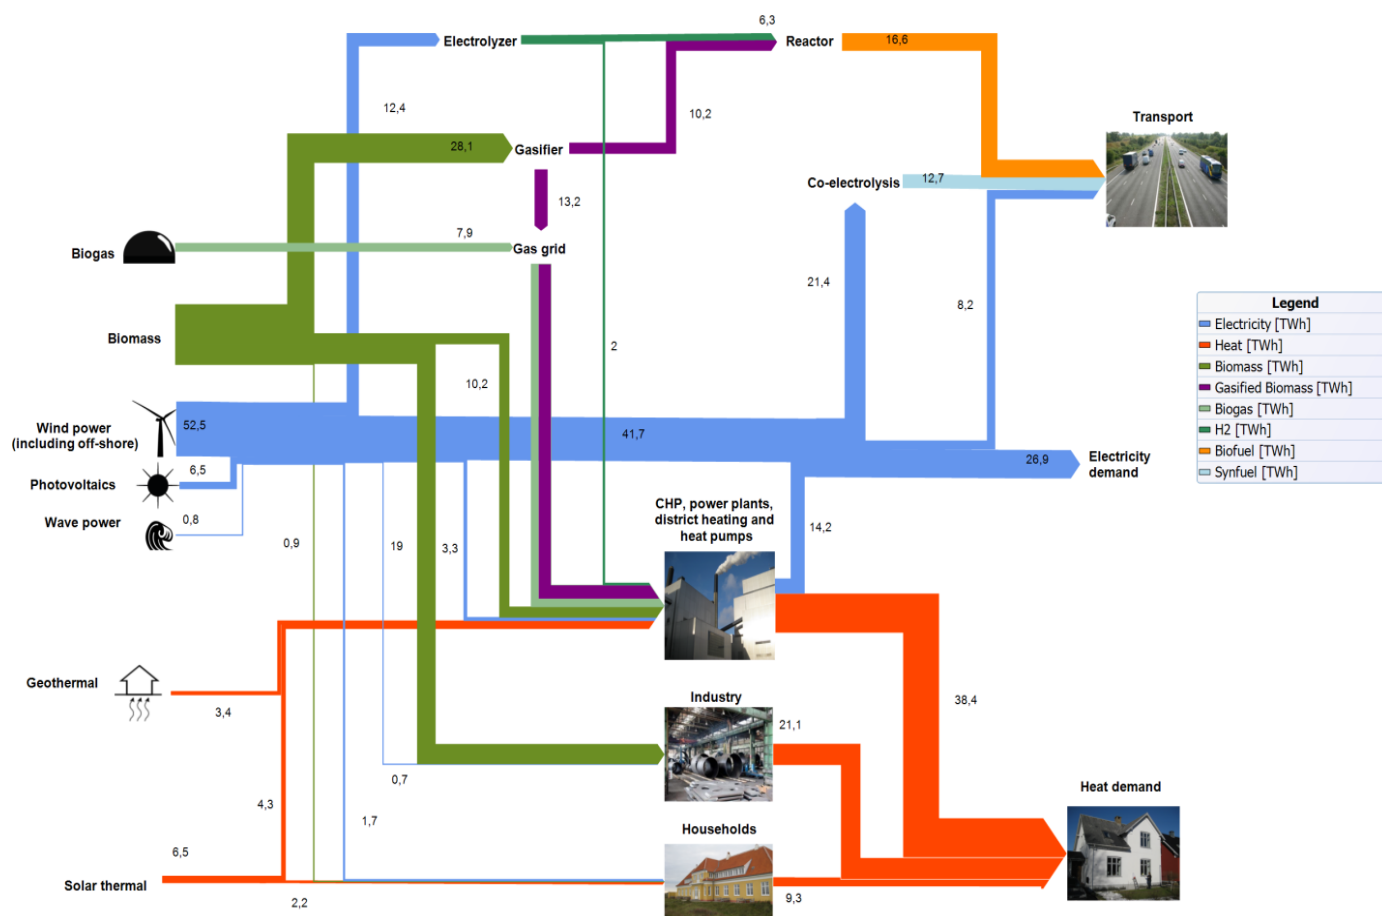 6,3
Electrolyzer
Reactor
16,6
12,4
10,2
Transport
28,1
Gasifier
Co-electrolysis
12,7
13,2
7,9
Biogas
Gas grid
21,4
8,2
Legend
Electricity [TWh]
Heat [TWh]
Biomass [TWh]
Gasified Biomass [TWh]
Biogas [TWh]
H2 [TWh]
Biofuel [TWh]
Synfuel [TWh]
Biomass
2
10,2
Wind power
(including off-shore)
52,5
41,7
26,9
Electricity
demand
6,5
Photovoltaics
Wave power
0,8
0,9
19
3,3
CHP, power plants,
district heating and
heat pumps
14,2
Geothermal
3,4
Industry
21,1
38,4
0,7
4,3
1,7
Heat demand
Households
6,5
Solar thermal
2,2
9,3